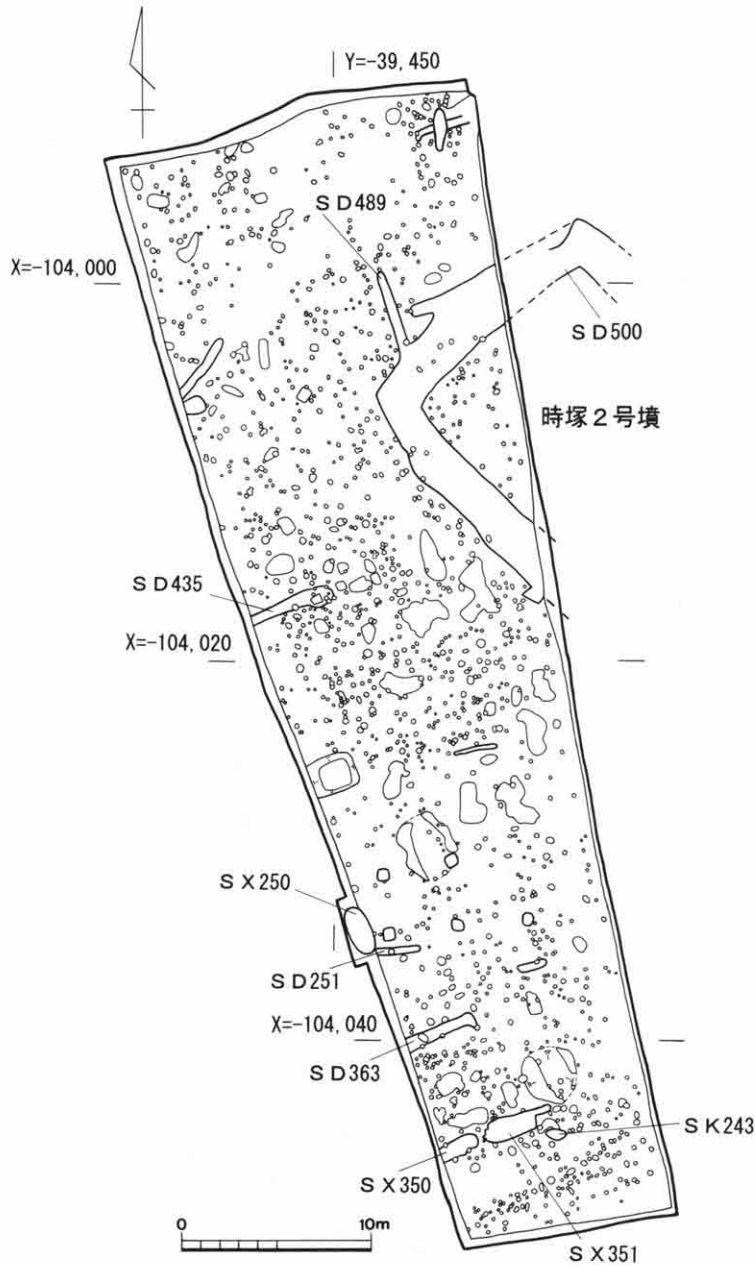 Y=-39,450
SD489
X=-104,000
SD500
時塚2号墳
SD435
X=-104,020
SX250
SD251
X=-104,040
SD363
SK243
SX350
0 10m
SX351